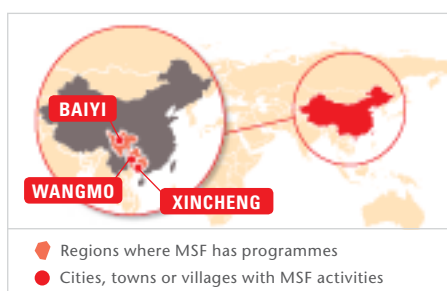 BAIYI
WANGMO
XINCHENG
Regions where MSF has programmes
Cities, towns or villages with MSF activities